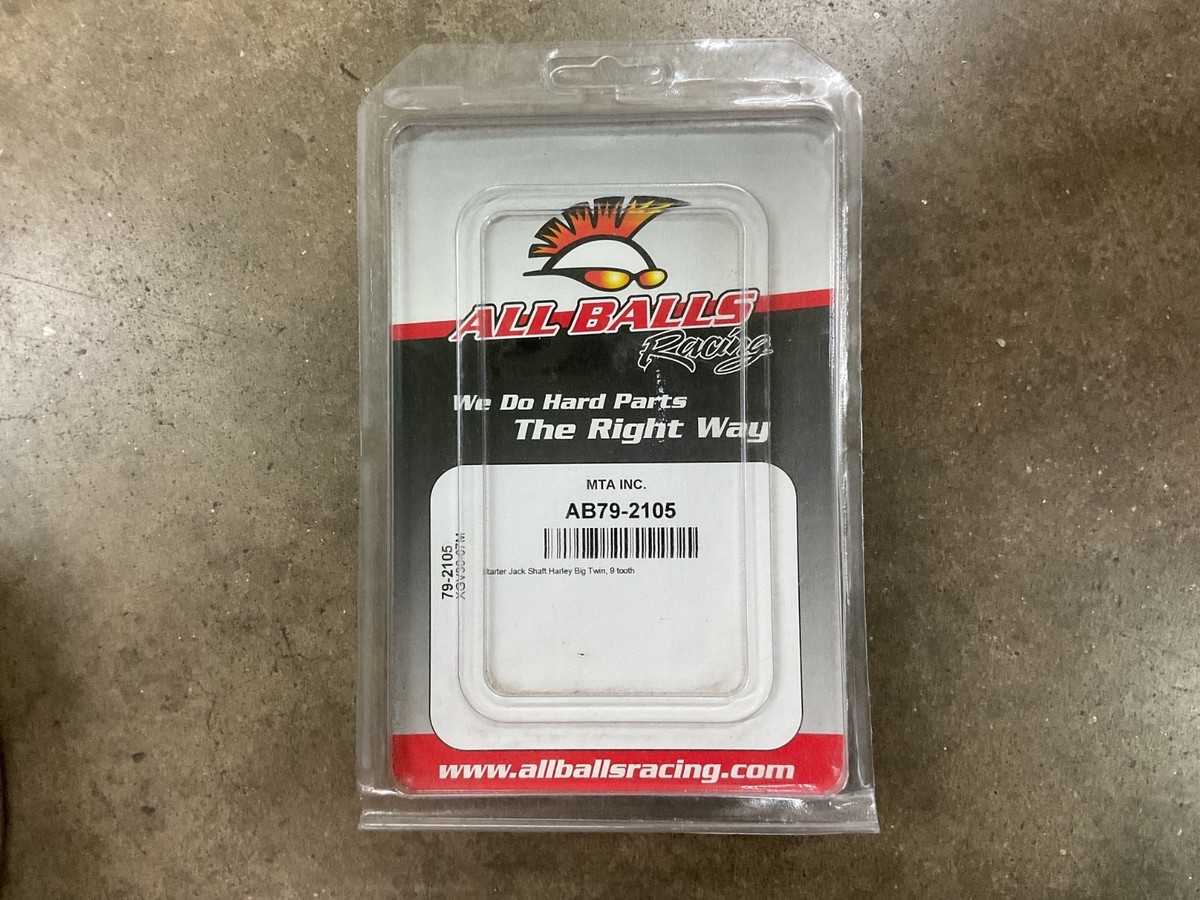 ALL BALLS
Racing
We Do Hard Parts
The Right Way
MTA INC.
AB79-2105
tarter Jack Shaft Harley Big Twin, 9 tooth
79-2105
www.allballsracing.com